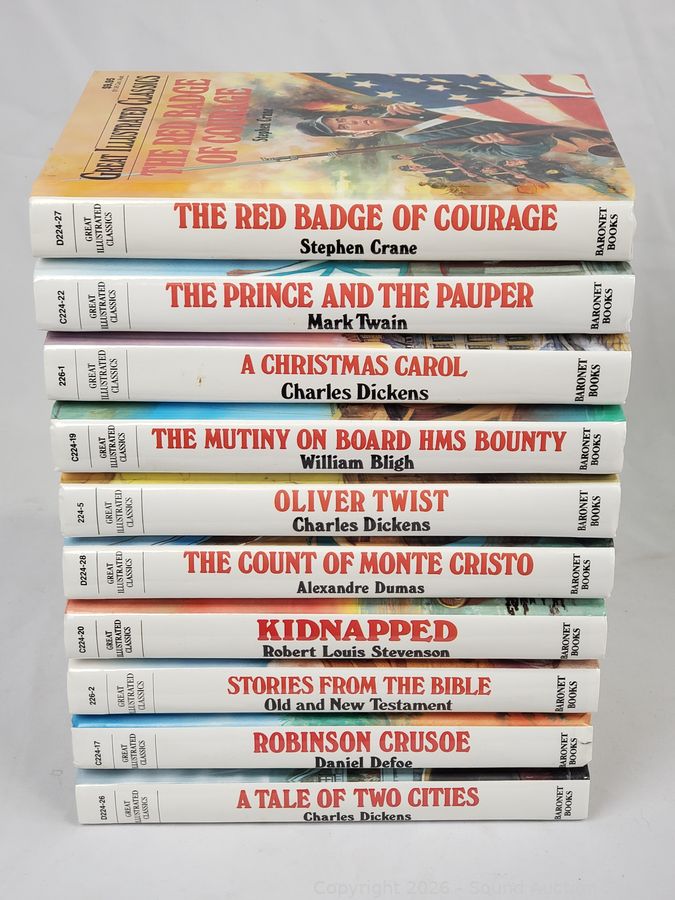 $9.95
GREAT ILLUSTRATED CLASSICS
THE RED BADGE
OF COURAGE
Stephen Crane
D224-27
GREAT
ILLUSTRATED
CLASSICS
THE RED BADGE OF COURAGE
Stephen Crane
BARONET
BOOKS
C224-22
GREAT
ILLUSTRATED
CLASSICS
THE PRINCE AND THE PAUPER
Mark Twain
BARONET
BOOKS
226-1
GREAT
ILLUSTRATED
CLASSICS
A CHRISTMAS CAROL
Charles Dickens
BARONET
BOOKS
C224-19
GREAT
ILLUSTRATED
CLASSICS
THE MUTINY ON BOARD HMS BOUNTY
William Bligh
BARONET
BOOKS
224-5
GREAT
ILLUSTRATED
CLASSICS
OLIVER TWIST
Charles Dickens
BARONET
BOOKS
D224-28
GREAT
ILLUSTRATED
CLASSICS
THE COUNT OF MONTE CRISTO
Alexandre Dumas
BARONET
BOOKS
C224-20
GREAT
ILLUSTRATED
CLASSICS
KIDNAPPED
Robert Louis Stevenson
BARONET
BOOKS
226-2
GREAT
ILLUSTRATED
CLASSICS
STORIES FROM THE BIBLE
Old and New Testament
BARONET
BOOKS
C224-17
GREAT
ILLUSTRATED
CLASSICS
ROBINSON CRUSOE
Daniel Defoe
BARONET
BOOKS
D224-26
GREAT
ILLUSTRATED
CLASSICS
A TALE OF TWO CITIES
Charles Dickens
BARONET
BOOKS
Copyright 2026 - Sound Auction